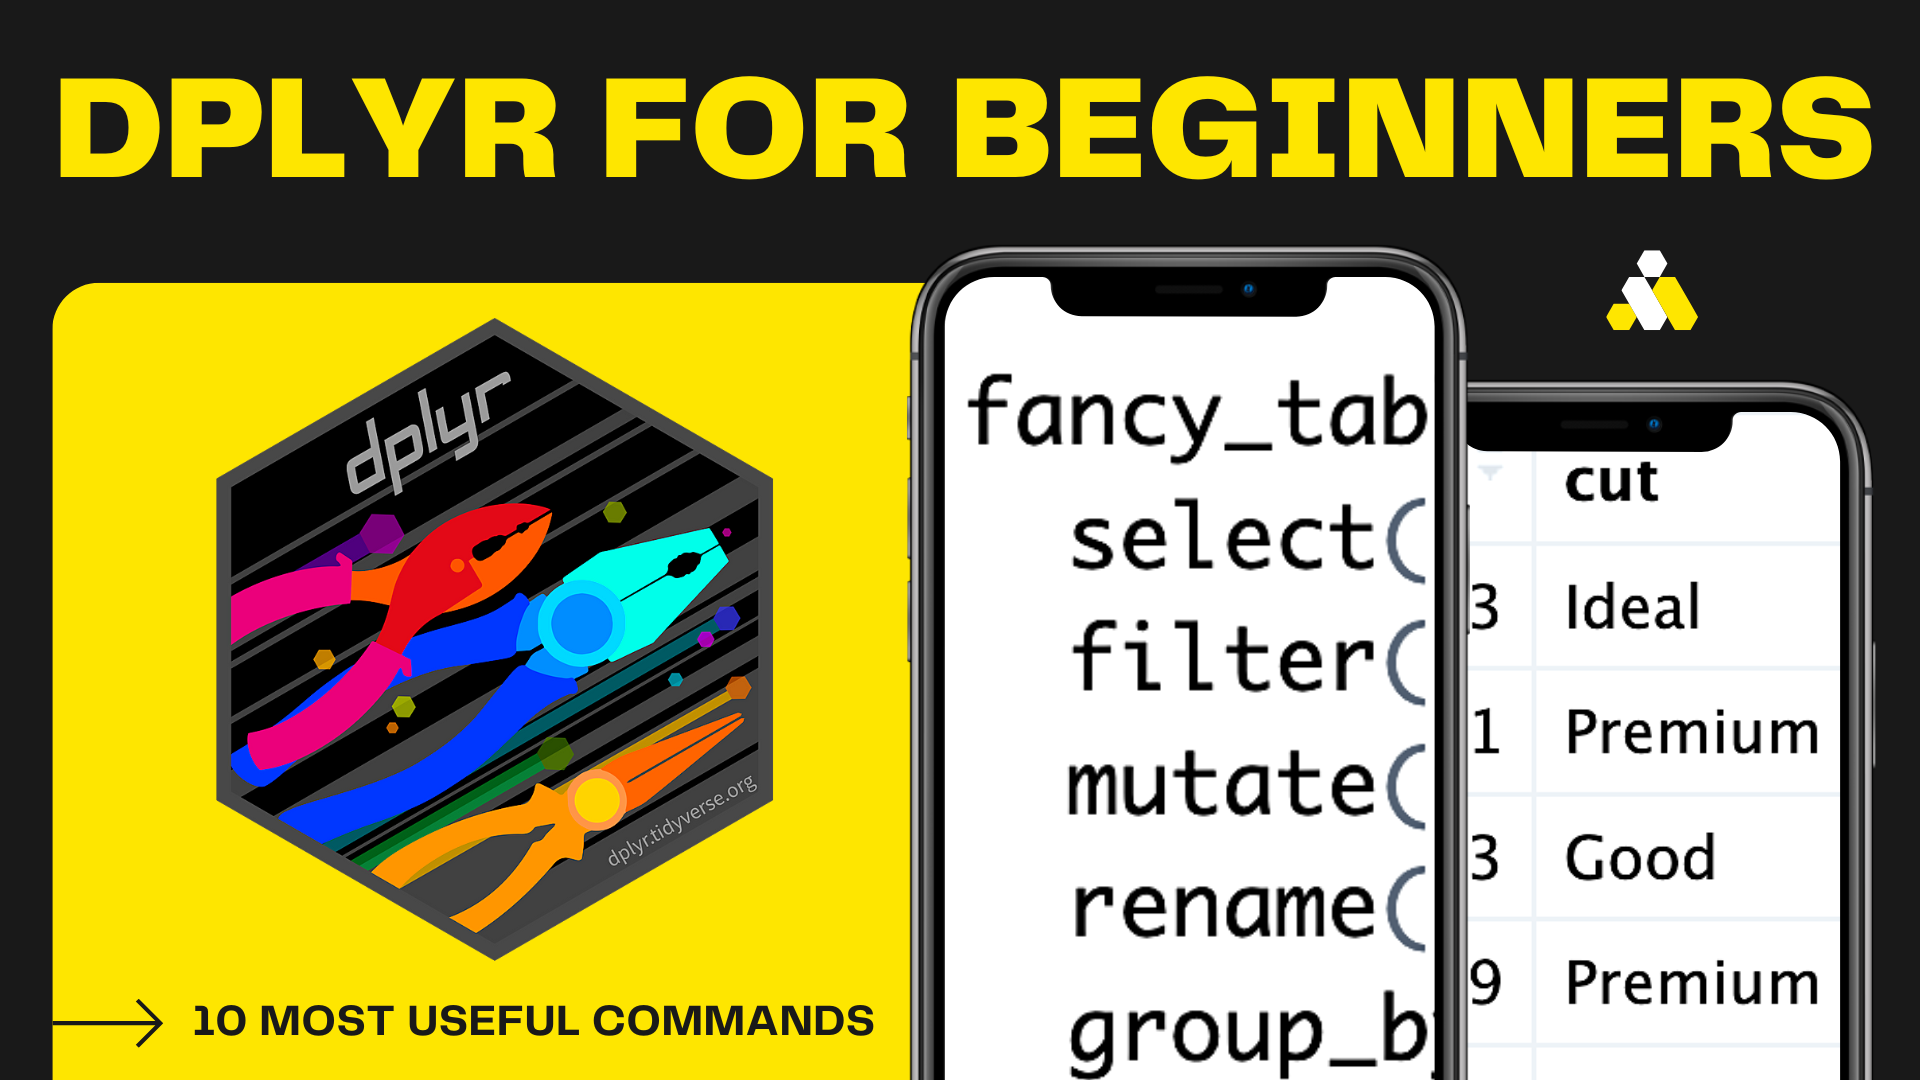 DPLYR FOR BEGINNERS
dplyr
dplyr.tidyverse.org
10 MOST USEFUL COMMANDS
fancy_tab
select(
filter(
mutate(
rename(
group_by
cut
3 Ideal
1 Premium
3 Good
9 Premium